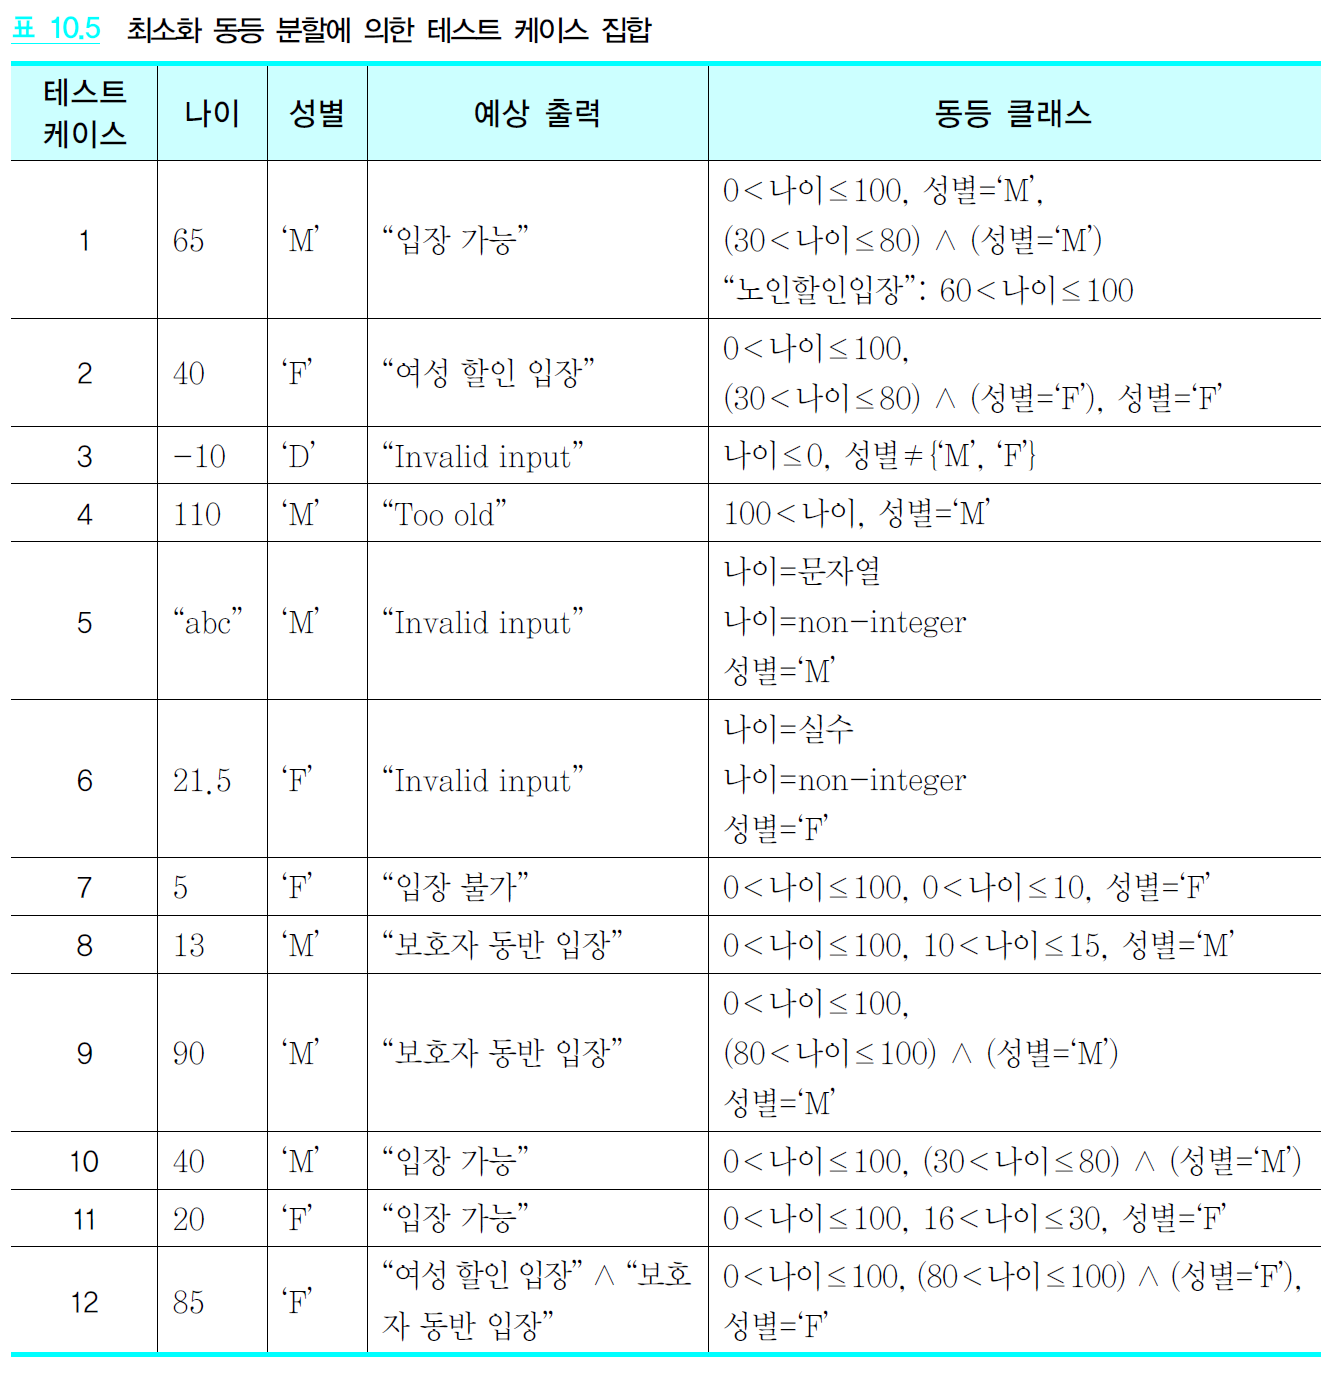 표 10.5 최소화 동등 분할에 의한 테스트 케이스 집합
테스트 케이스 나이 성별 예상 출력 동등 클래스
1 65 ‘M’ “입장 가능” 0<나이≤100, 성별=‘M’,
(30<나이≤80) ∧ (성별=‘M’)
“노인할인입장”: 60<나이≤100
2 40 ‘F’ “여성 할인 입장” 0<나이≤100,
(30<나이≤80) ∧ (성별=‘F’), 성별=‘F’
3 -10 ‘D’ “Invalid input” 나이≤0, 성별≠{‘M’, ‘F’}
4 110 ‘M’ “Too old” 100<나이, 성별=‘M’
5 “abc” ‘M’ “Invalid input” 나이=문자열
나이=non-integer
성별=‘M’
6 21.5 ‘F’ “Invalid input” 나이=실수
나이=non-integer
성별=‘F’
7 5 ‘F’ “입장 불가” 0<나이≤100, 0<나이≤10, 성별=‘F’
8 13 ‘M’ “보호자 동반 입장” 0<나이≤100, 10<나이≤15, 성별=‘M’
9 90 ‘M’ “보호자 동반 입장” 0<나이≤100,
(80<나이≤100) ∧ (성별=‘M’)
성별=‘M’
10 40 ‘M’ “입장 가능” 0<나이≤100, (30<나이≤80) ∧ (성별=‘M’)
11 20 ‘F’ “입장 가능” 0<나이≤100, 16<나이≤30, 성별=‘F’
12 85 ‘F’ “여성 할인 입장” ∧ “보호
자 동반 입장” 0<나이≤100, (80<나이≤100) ∧ (성별=‘F’),
성별=‘F’